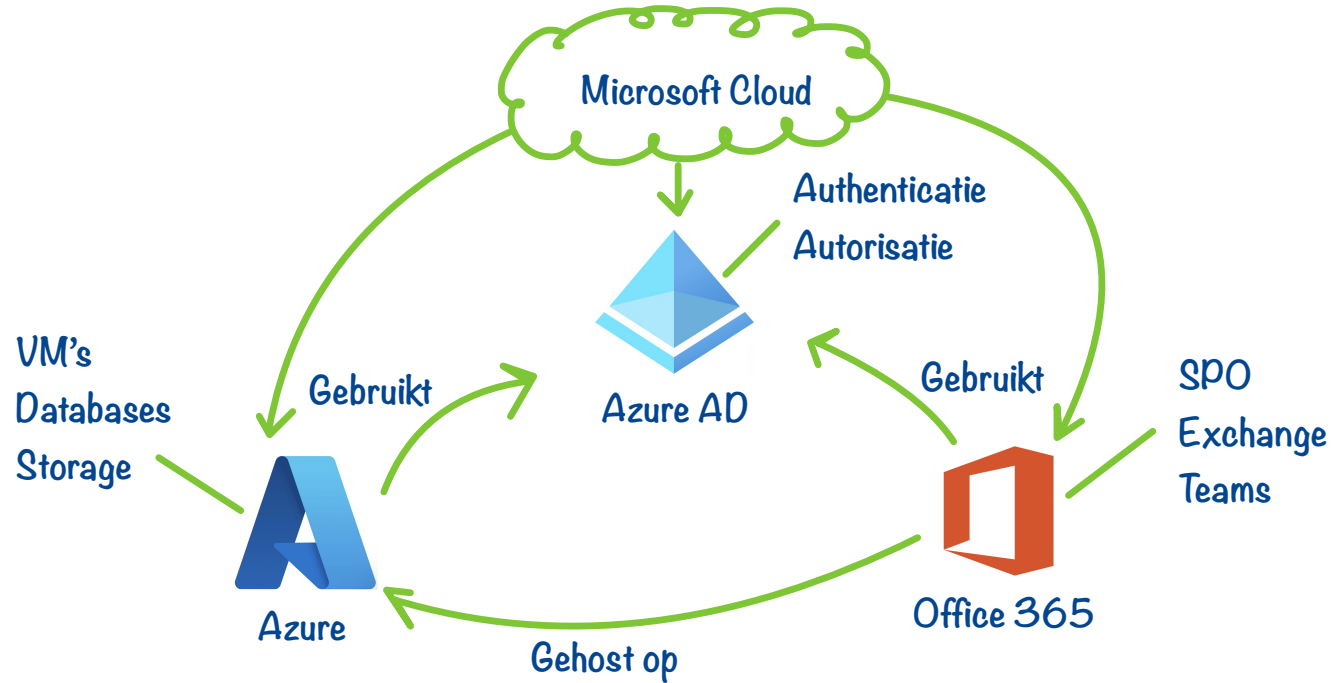 Microsoft Cloud
Authenticatie
Autorisatie
VM's
Databases
Storage
Gebruikt
Azure AD
Gebruikt
SPO
Exchange
Teams
Azure
Office 365
Gehost op